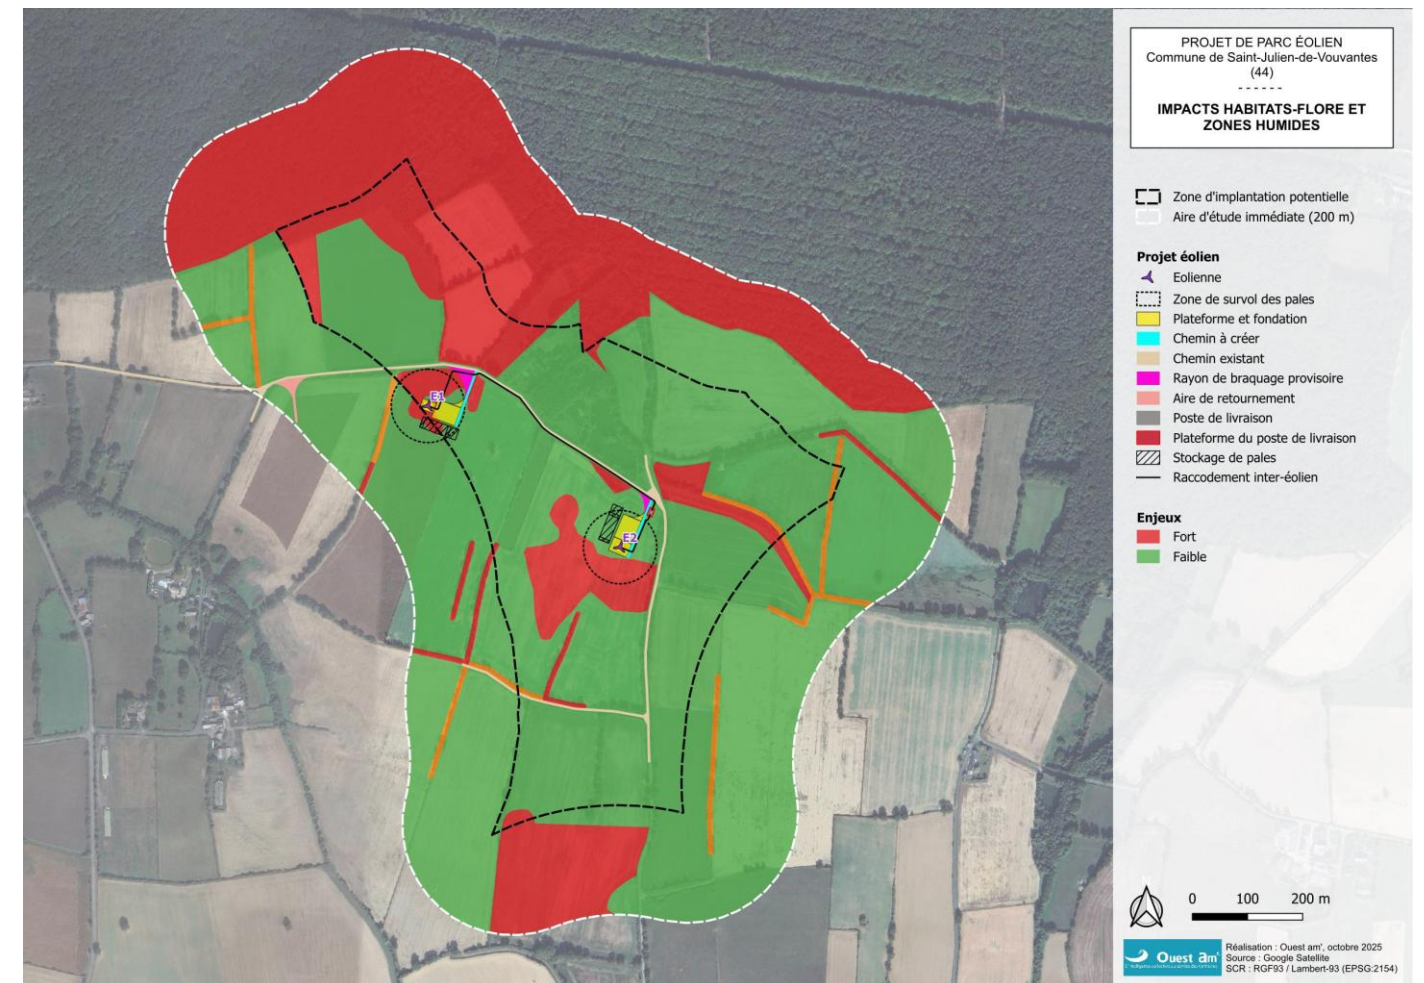 PROJET DE PARC ÉOLIEN
Commune de Saint-Julien-de-Vouvantes
(44)
------
IMPACTS HABITATS-FLORE ET
ZONES HUMIDES
Zone d'implantation potentielle
Aire d'étude immédiate (200 m)
Projet éolien
Eolienne
Zone de survol des pales
Plateforme et fondation
Chemin à créer
Chemin existant
Rayon de braquage provisoire
Aire de retournement
Poste de livraison
Plateforme du poste de livraison
Stockage de pales
Raccodement inter-éolien
Enjeux
Fort
Faible
E1
E2
0 100 200 m
Ouest am'
Réalisation : Ouest am', octobre 2025
Source : Google Satellite
SCR : RGF93 / Lambert-93 (EPSG:2154)